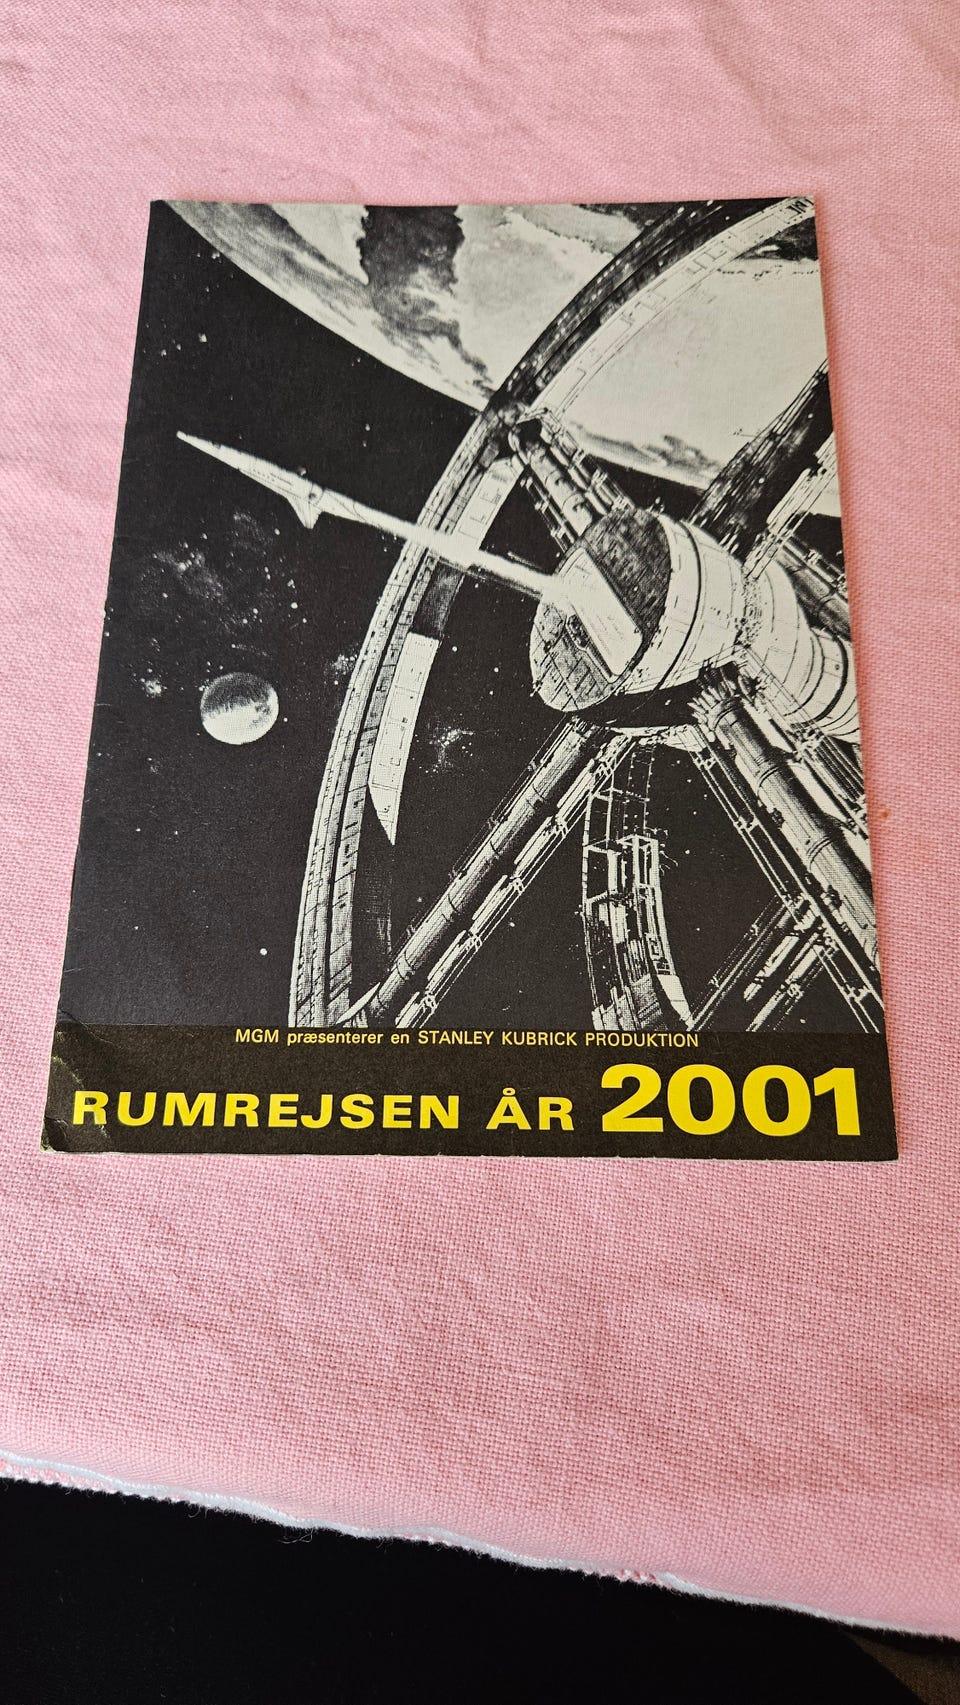 MGM præsenterer en STANLEY KUBRICK PRODUKTION
RUMREJSEN ÅR 2001